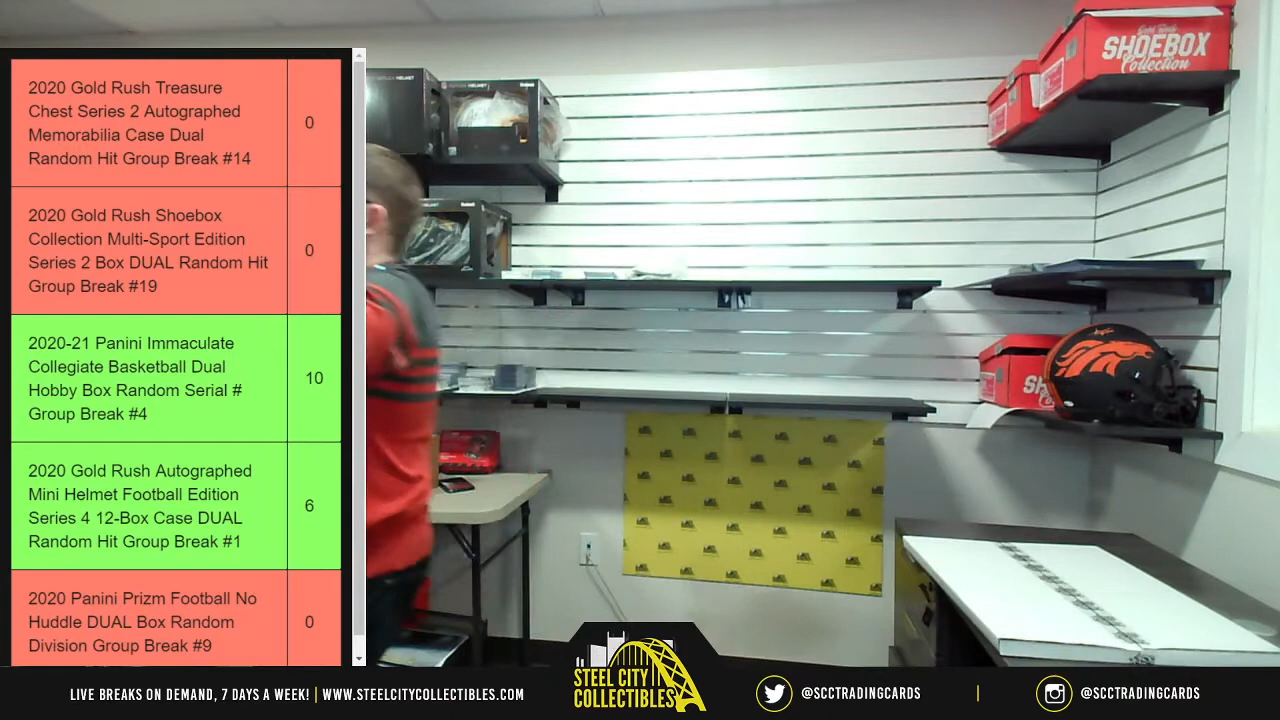 2020 Gold Rush Treasure
Chest Series 2 Autographed
Memorabilia Case Dual
Random Hit Group Break #14
0
2020 Gold Rush Shoebox
Collection Multi-Sport Edition
Series 2 Box DUAL Random Hit
Group Break #19
0
2020-21 Panini Immaculate
Collegiate Basketball Dual
Hobby Box Random Serial #
Group Break #4
10
2020 Gold Rush Autographed
Mini Helmet Football Edition
Series 4 12-Box Case DUAL
Random Hit Group Break #1
6
2020 Panini Prizm Football No
Huddle DUAL Box Random
Division Group Break #9
0
Gold Rush
SHOEBOX
Collection
SH
LIVE BREAKS ON DEMAND, 7 DAYS A WEEK! | WWW.STEELCITYCOLLECTIBLES.COM
STEEL CITY
COLLECTIBLES
@SCCTRADINGCARDS
|
@SCCTRADINGCARDS